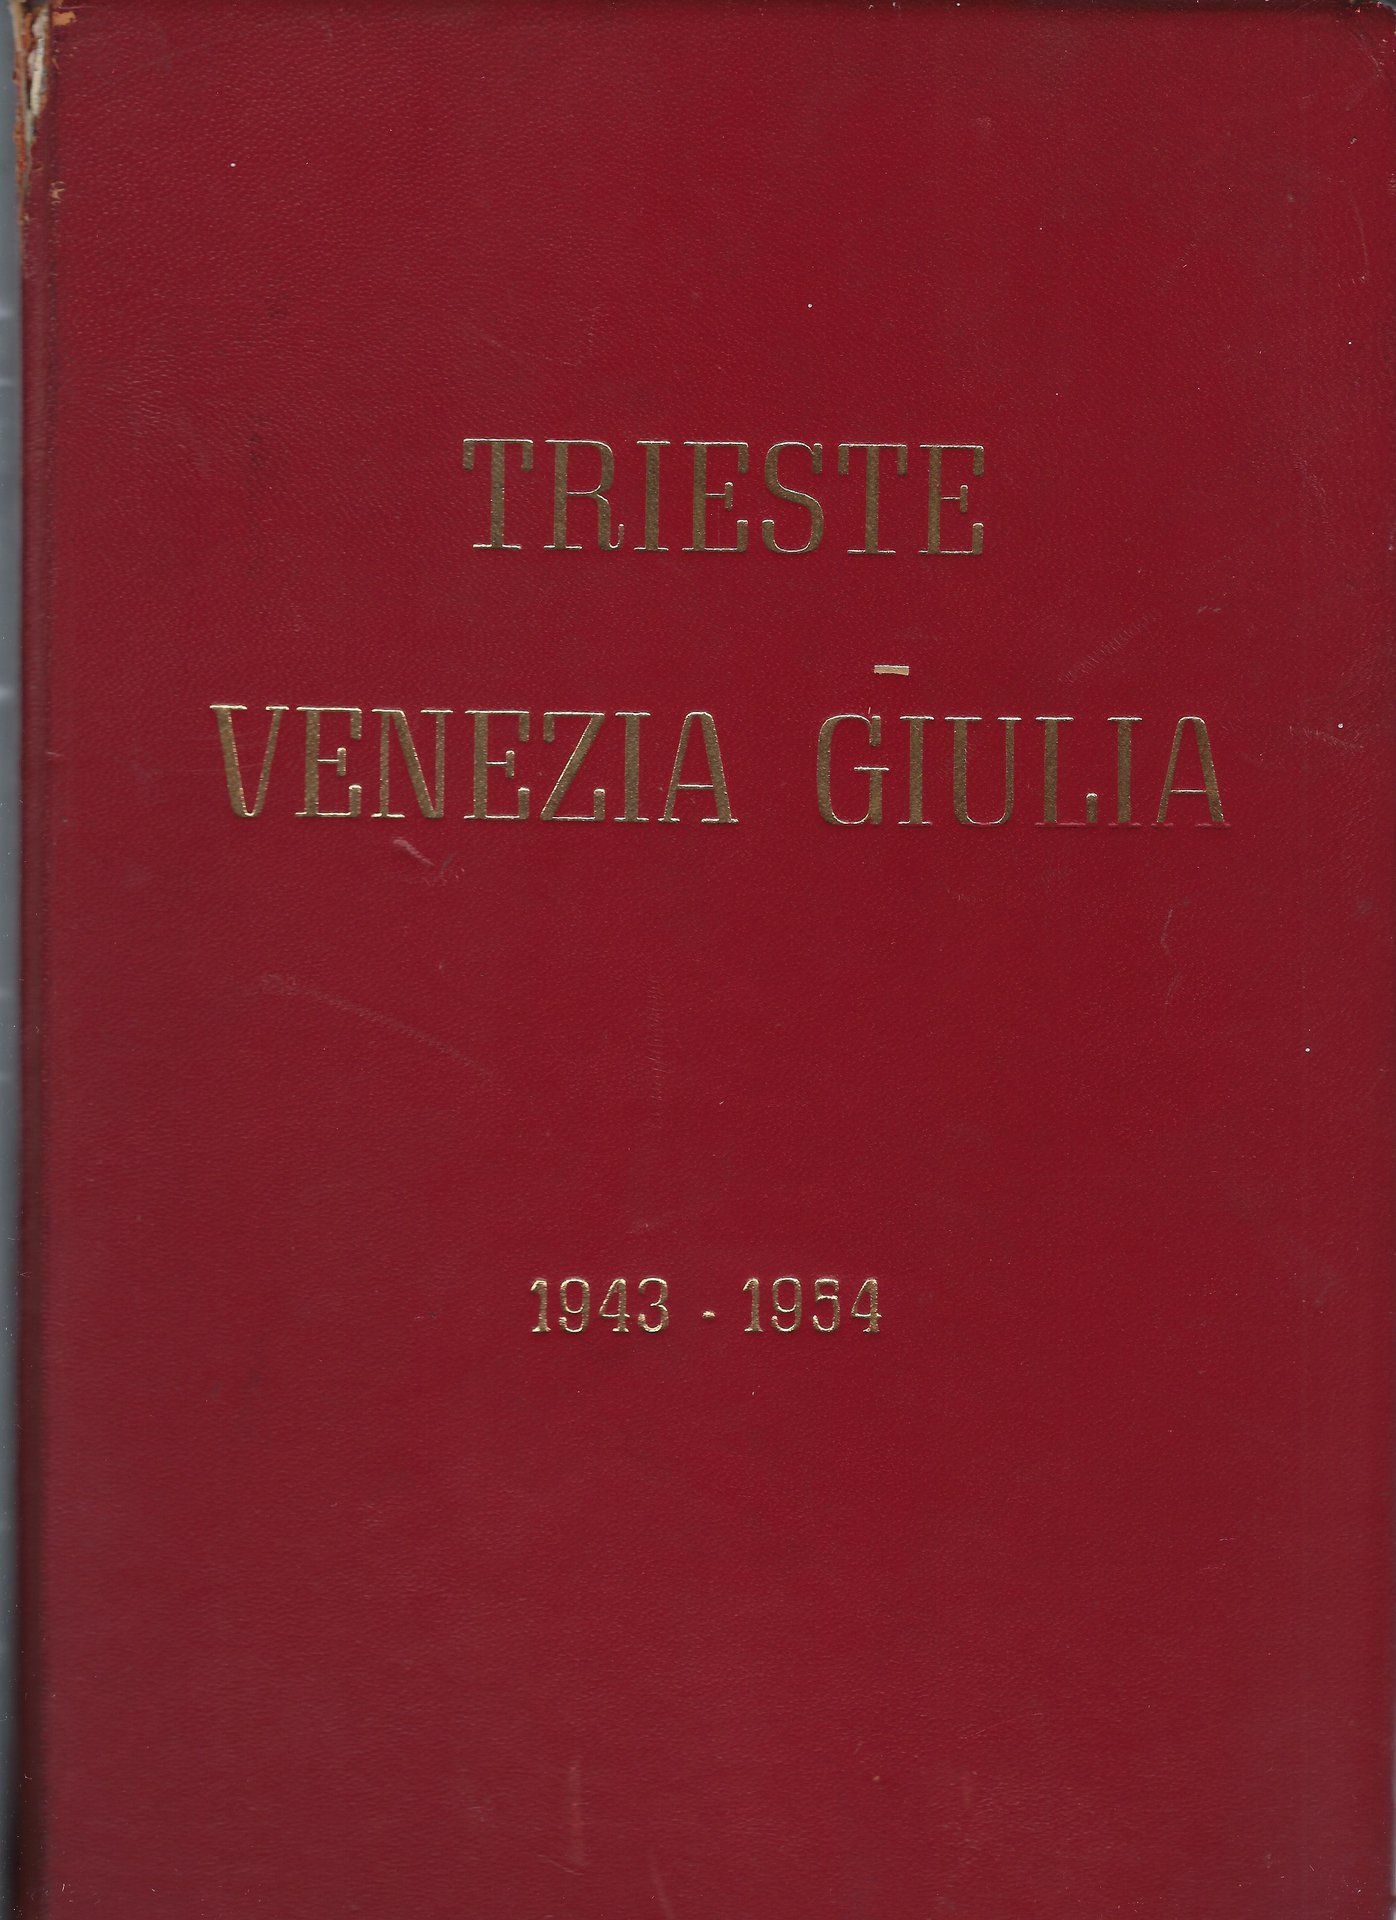 TRIESTE
VENEZIA GIULIA
1943 - 1954